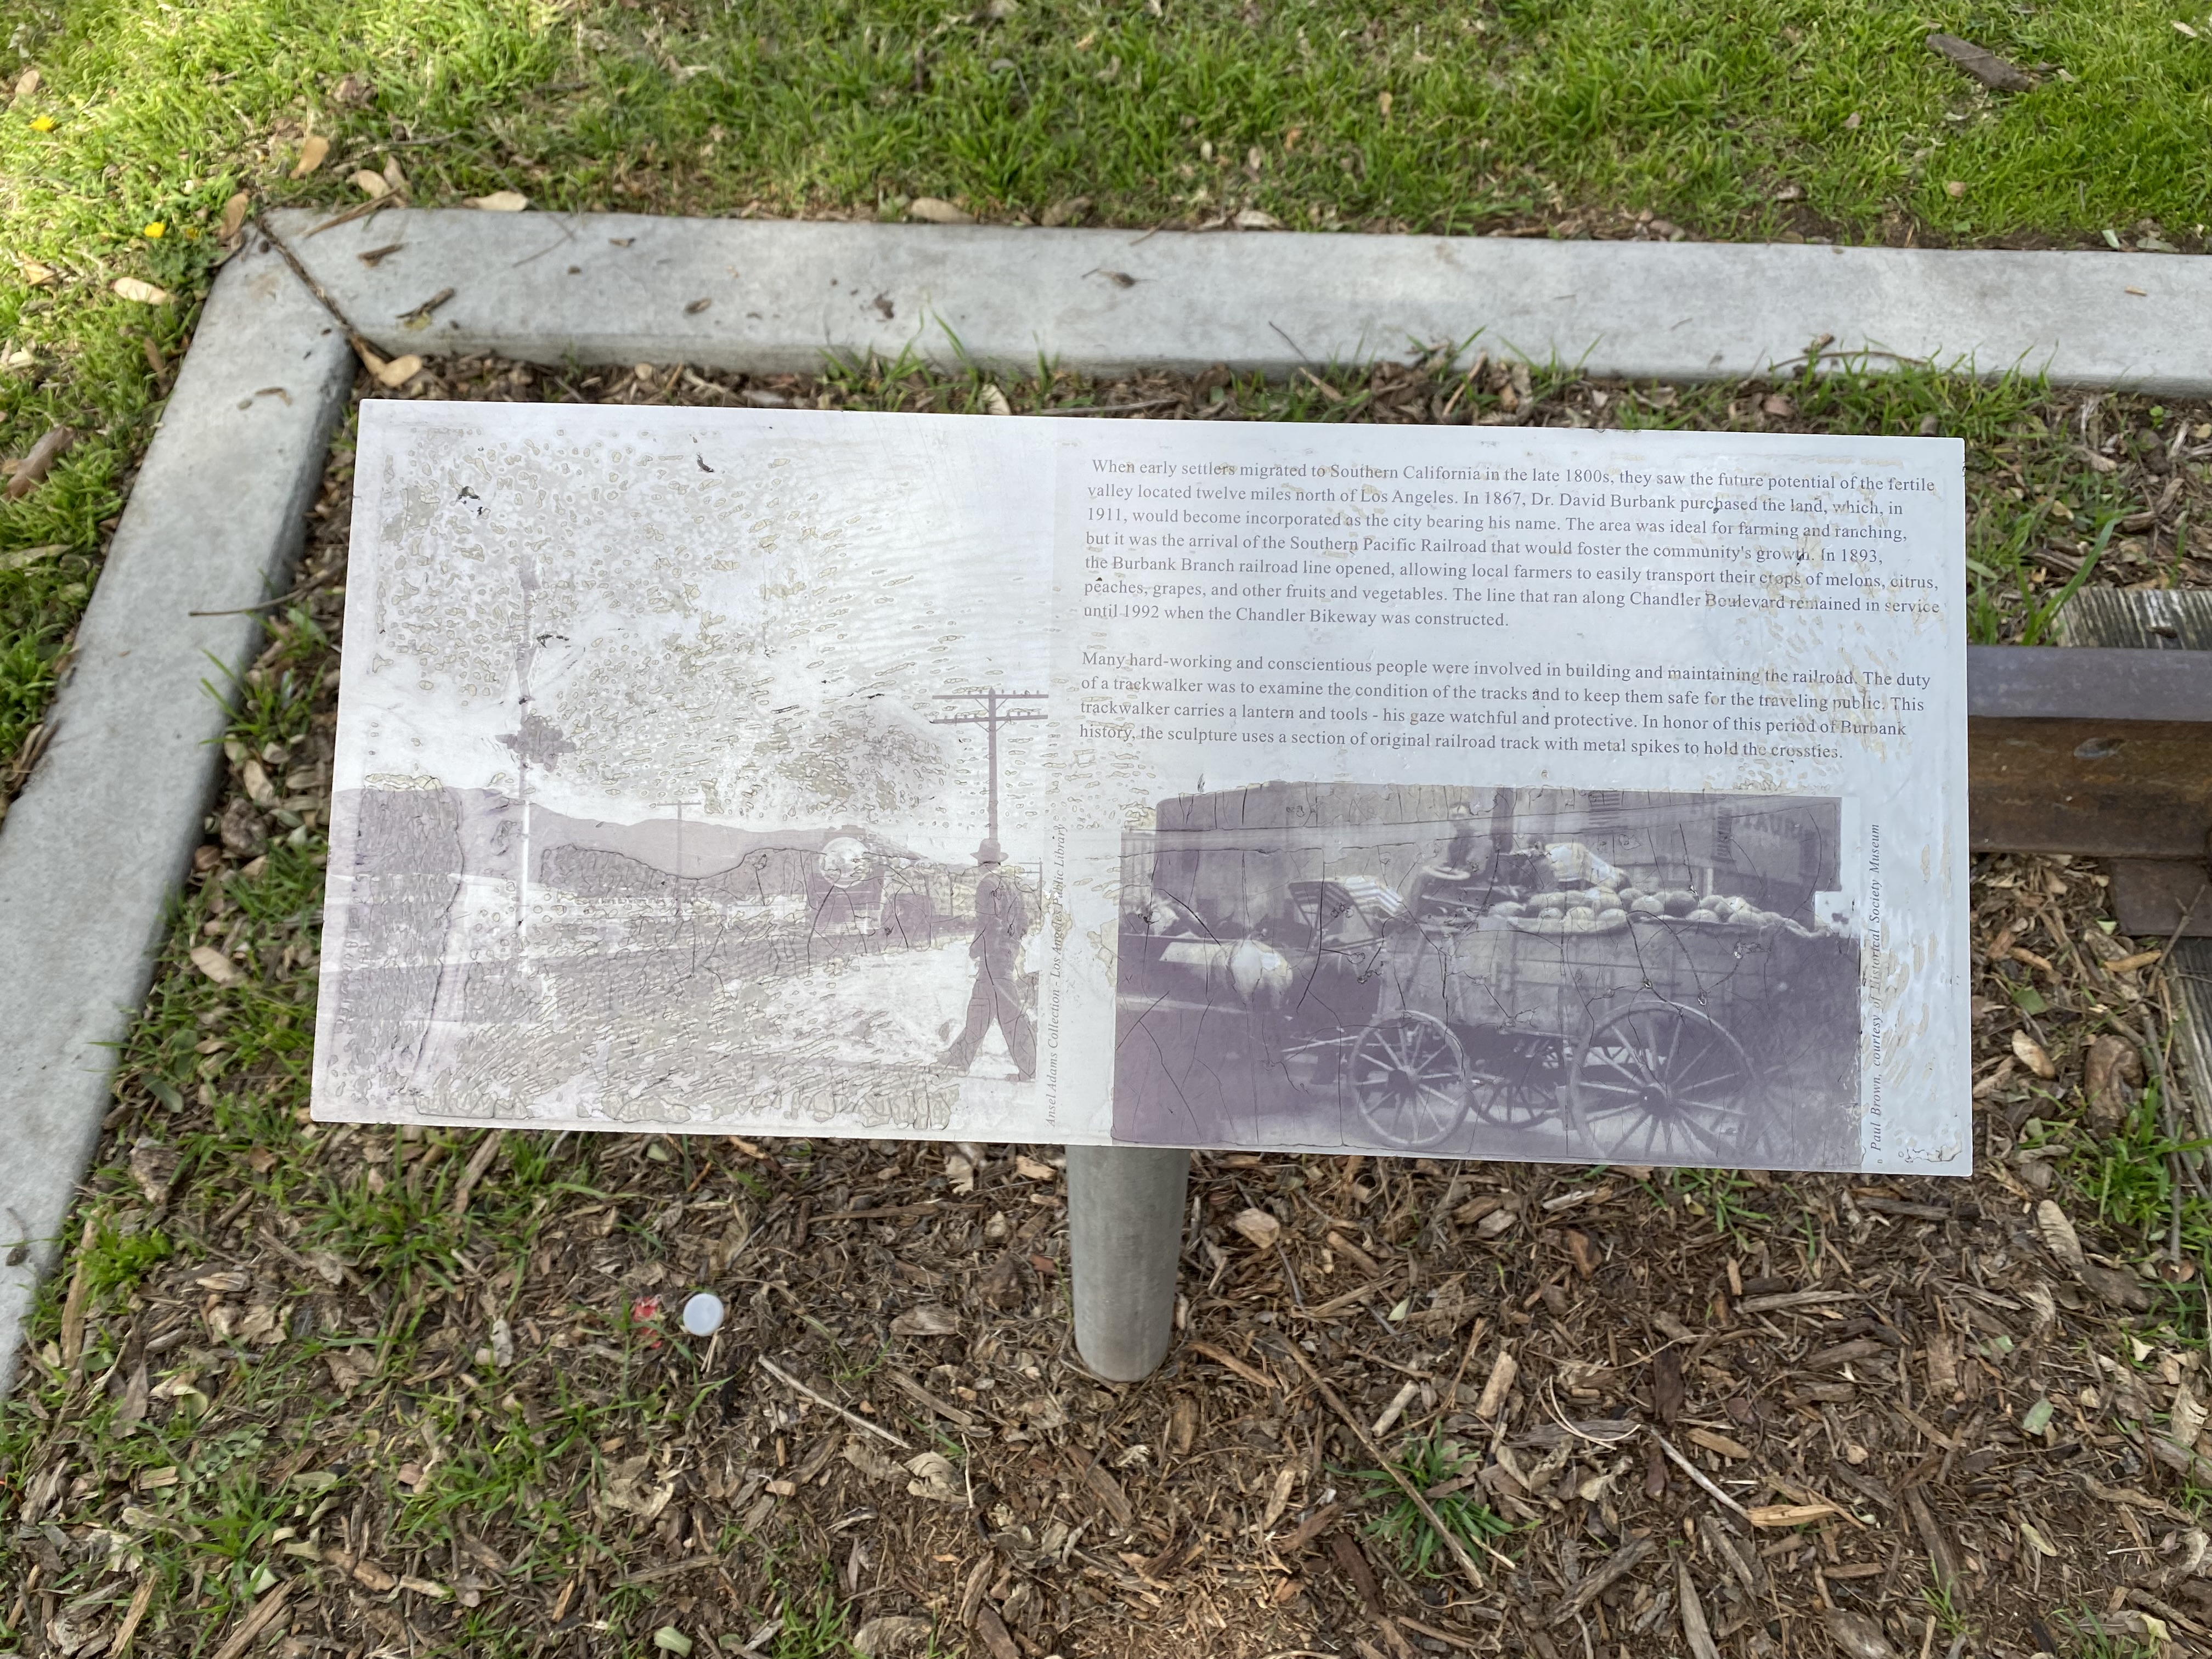 When early settlers migrated to Southern California in the late 1800s, they saw the future potential of the fertile
valley located twelve miles north of Los Angeles. In 1867, Dr. David Burbank purchased the land, which, in
1911, would become incorporated as the city bearing his name. The area was ideal for farming and ranching,
but it was the arrival of the Southern Pacific Railroad that would foster the community's growth. In 1893,
the Burbank Branch railroad line opened, allowing local farmers to easily transport their crops of melons, citrus,
peaches, grapes, and other fruits and vegetables. The line that ran along Chandler Boulevard remained in service
until 1992 when the Chandler Bikeway was constructed.
Many hard-working and conscientious people were involved in building and maintaining the railroad. The duty
of a trackwalker was to examine the condition of the tracks and to keep them safe for the traveling public. This
trackwalker carries a lantern and tools - his gaze watchful and protective. In honor of this period of Burbank
history, the sculpture uses a section of original railroad track with metal spikes to hold the crossties.
Ansel Adams Collection - Los Angeles Public Library
Paul Brown, courtesy of Historical Society Museum